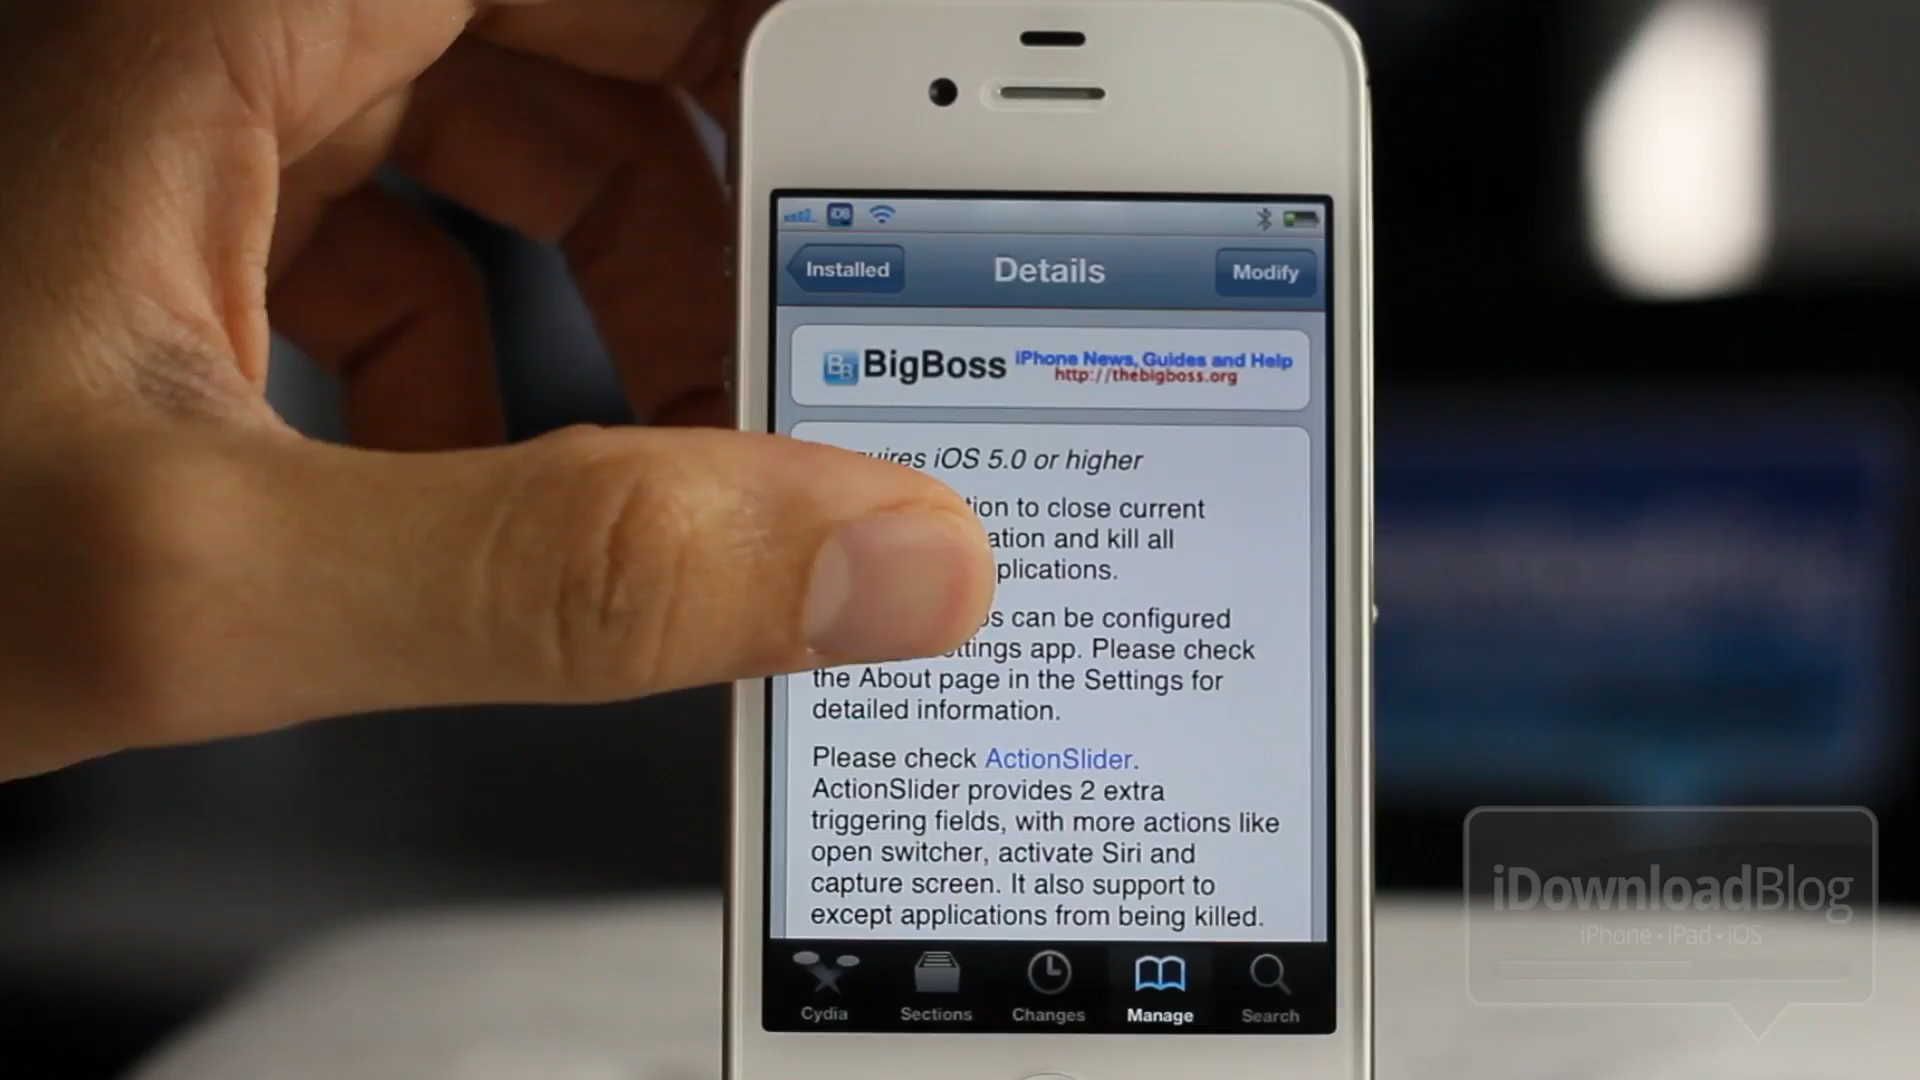 iDB
Installed
Details
Modify
BB
BigBoss
iPhone News, Guides and Help
http://thebigboss.org
iOS 5.0 or higher
to close current
and kill all
can be configured
app. Please check
the About page in the Settings for
detailed information.
Please check ActionSlider.
ActionSlider provides 2 extra
triggering fields, with more actions like
open switcher, activate Siri and
capture screen. It also support to
except applications from being killed.
Cydia
Sections
Changes
Manage
Search
iDownloadBlog
iPhone • iPad • iOS